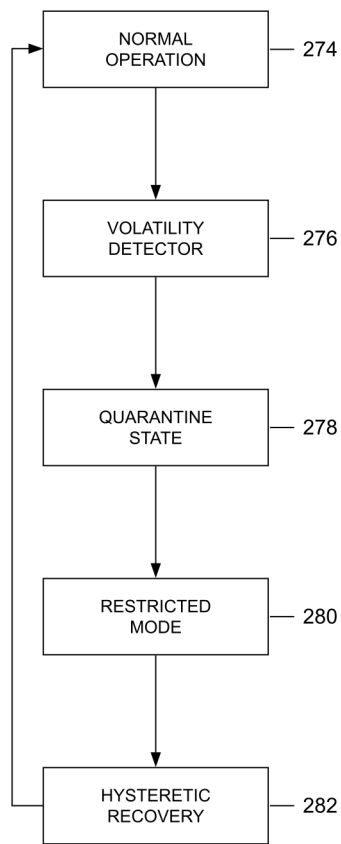 NORMAL
OPERATION
274
VOLATILITY
DETECTOR
276
QUARANTINE
STATE
278
RESTRICTED
MODE
280
HYSTERETIC
RECOVERY
282